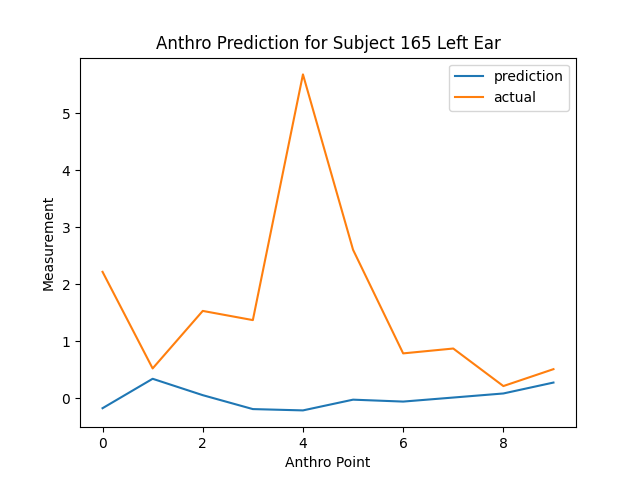 Anthro Prediction for Subject 165 Left Ear
prediction
actual
Measurement
5
4
3
2
1
0
0 2 4 6 8
Anthro Point